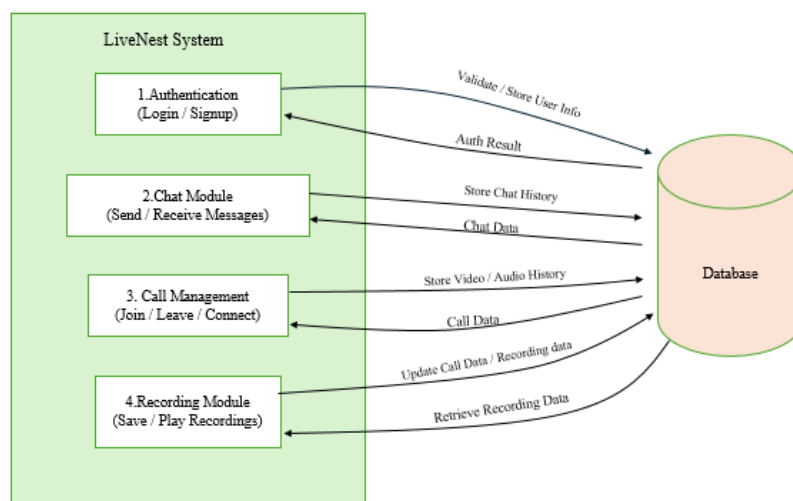 LiveNest System
1.Authentication
(Login / Signup)
Validate / Store User Info
Auth Result
2.Chat Module
(Send / Receive Messages)
Store Chat History
Chat Data
3. Call Management
(Join / Leave / Connect)
Store Video / Audio History
Call Data
Database
4.Recording Module
(Save / Play Recordings)
Update Call Data / Recording data
Retrieve Recording Data